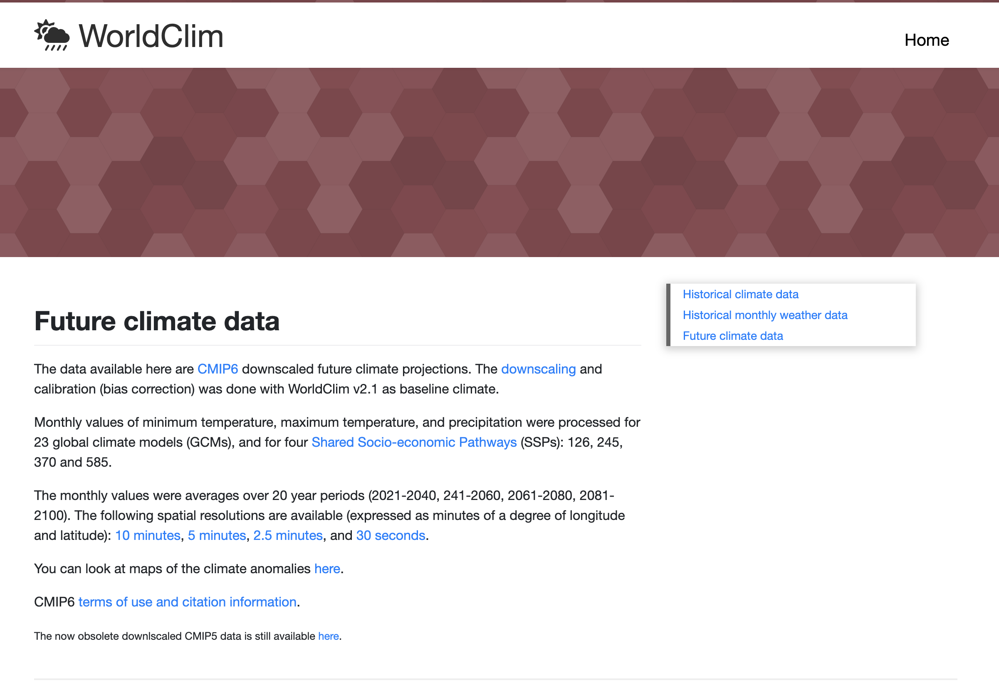 WorldClim
Home
Historical climate data
Historical monthly weather data
Future climate data
Future climate data
The data available here are CMIP6 downscaled future climate projections. The downscaling and
calibration (bias correction) was done with WorldClim v2.1 as baseline climate.
Monthly values of minimum temperature, maximum temperature, and precipitation were processed for
23 global climate models (GCMs), and for four Shared Socio-economic Pathways (SSPs): 126, 245,
370 and 585.
The monthly values were averages over 20 year periods (2021-2040, 241-2060, 2061-2080, 2081-
2100). The following spatial resolutions are available (expressed as minutes of a degree of longitude
and latitude): 10 minutes, 5 minutes, 2.5 minutes, and 30 seconds.
You can look at maps of the climate anomalies here.
CMIP6 terms of use and citation information.
The now obsolete downlscaled CMIP5 data is still available here.